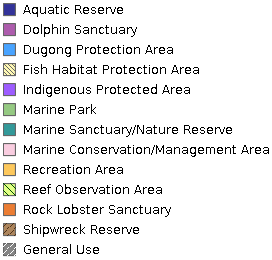 Aquatic Reserve
Dolphin Sanctuary
Dugong Protection Area
Fish Habitat Protection Area
Indigenous Protected Area
Marine Park
Marine Sanctuary/Nature Reserve
Marine Conservation/Management Area
Recreation Area
Reef Observation Area
Rock Lobster Sanctuary
Shipwreck Reserve
General Use